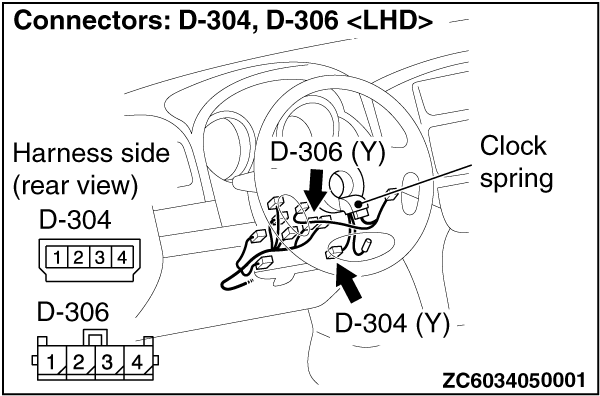 Connectors: D-304, D-306 <LHD>
D-306 (Y)
Clock
spring
Harness side
(rear view)
D-304
1 2 3 4
D-306
1 2 3 4
D-304 (Y)
ZC6034050001